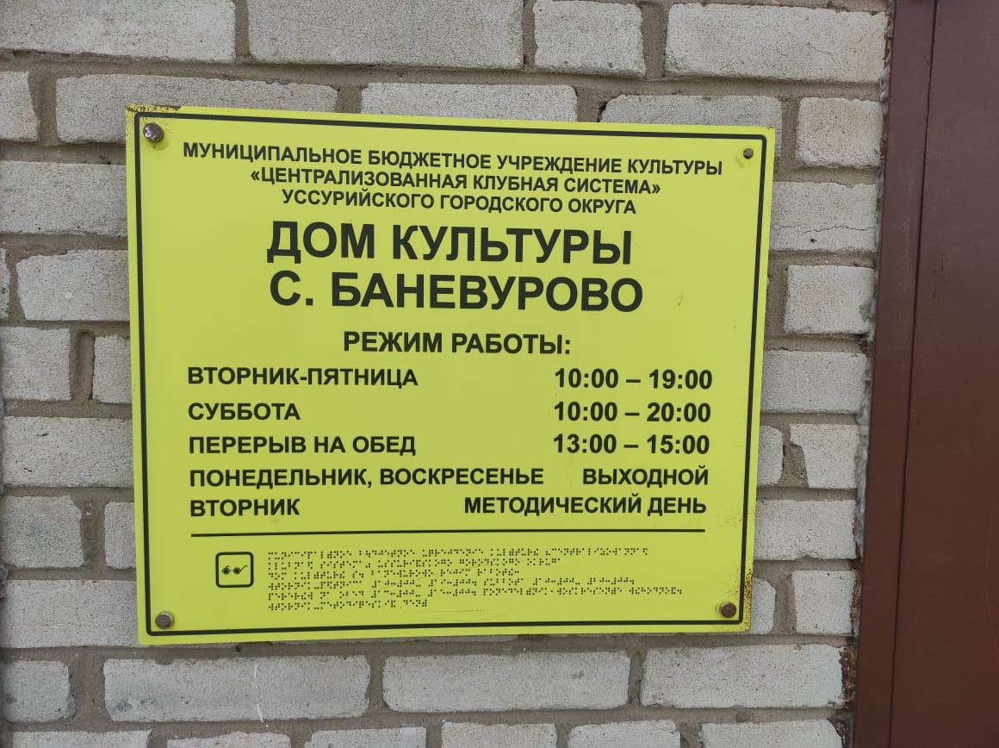 МУНИЦИПАЛЬНОЕ БЮДЖЕТНОЕ УЧРЕЖДЕНИЕ КУЛЬТУРЫ
«ЦЕНТРАЛИЗОВАННАЯ КЛУБНАЯ СИСТЕМА»
УССУРИЙСКОГО ГОРОДСКОГО ОКРУГА
ДОМ КУЛЬТУРЫ
С. БАНЕВУРОВО
РЕЖИМ РАБОТЫ:
ВТОРНИК-ПЯТНИЦА 10:00 – 19:00
СУББОТА 10:00 – 20:00
ПЕРЕРЫВ НА ОБЕД 13:00 – 15:00
ПОНЕДЕЛЬНИК, ВОСКРЕСЕНЬЕ ВЫХОДНОЙ
ВТОРНИК МЕТОДИЧЕСКИЙ ДЕНЬ